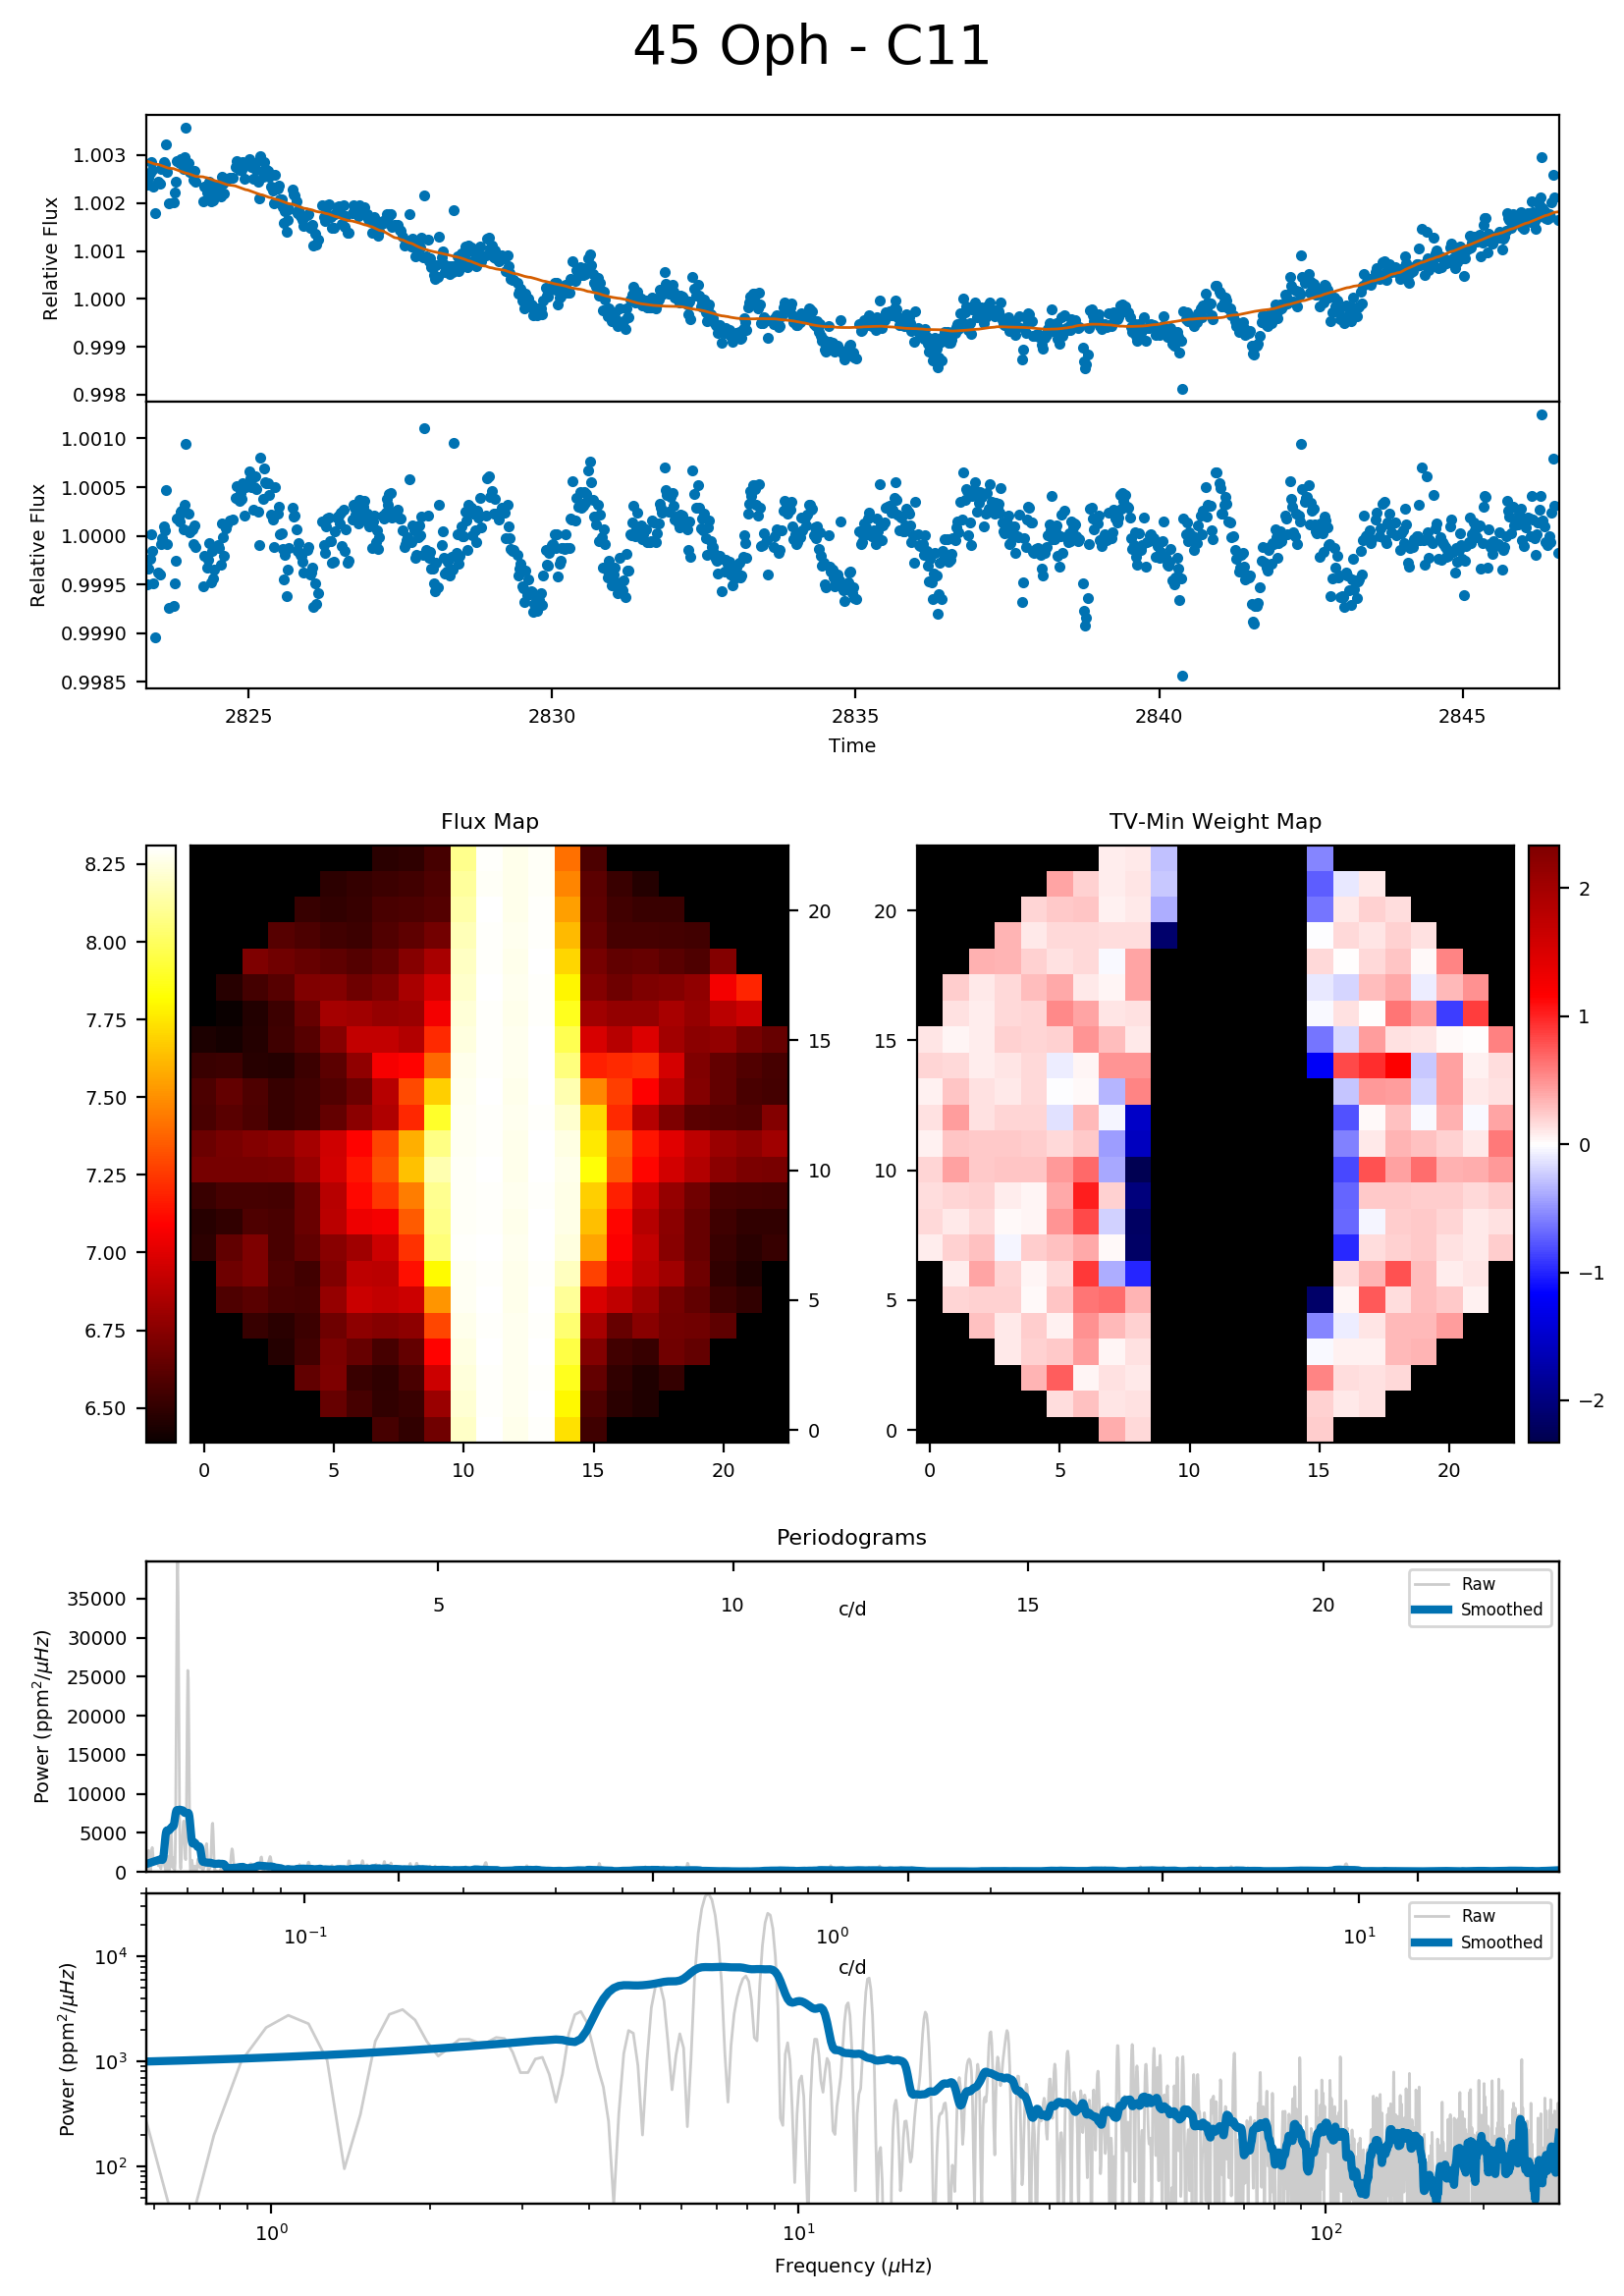 45 Oph - C11
1.003
1.002
1.001
1.000
0.999
0.998
Relative Flux
1.0010
1.0005
1.0000
0.9995
0.9990
0.9985
Relative Flux
2825 2830 2835 2840 2845
Time
Flux Map
8.25
8.00
7.75
7.50
7.25
7.00
6.75
6.50
20
15
10
5
0
0 5 10 15 20
TV-Min Weight Map
20
15
10
5
0
0 5 10 15 20
2
1
0
−1
−2
Periodograms
35000
30000
25000
20000
15000
10000
5000
0
Power (ppm²/μHz)
5 10 15 20
c/d
Raw
Smoothed
10⁴
10³
10²
Power (ppm²/μHz)
10⁻¹ 10⁰ 10¹
c/d
Raw
Smoothed
10⁰ 10¹ 10²
Frequency (μHz)